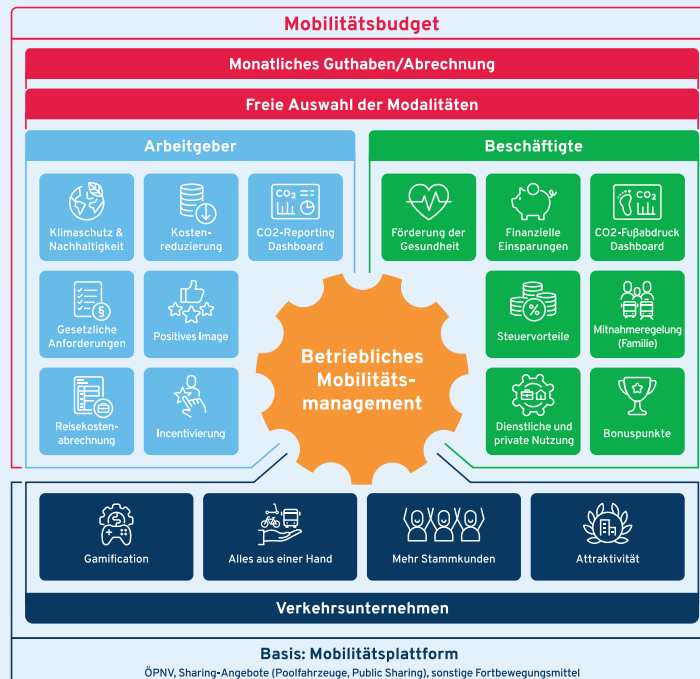 Mobilitätsbudget
Monatliches Guthaben/Abrechnung
Freie Auswahl der Modalitäten
Arbeitgeber
Klimaschutz &
Nachhaltigkeit
Kosten-
reduzierung
CO₂
CO2-Reporting
Dashboard
§
Gesetzliche
Anforderungen
Positives Image
Reisekosten-
abrechnung
Incentivierung
Beschäftigte
Förderung der
Gesundheit
Finanzielle
Einsparungen
CO₂
CO2-Fußabdruck
Dashboard
%
Steuervorteile
Mitnahmeregelung
(Familie)
Dienstliche und
private Nutzung
Bonuspunkte
Betriebliches
Mobilitäts-
management
Gamification
Alles aus einer Hand
Mehr Stammkunden
Attraktivität
Verkehrsunternehmen
Basis: Mobilitätsplattform
ÖPNV, Sharing-Angebote (Poolfahrzeuge, Public Sharing), sonstige Fortbewegungsmittel